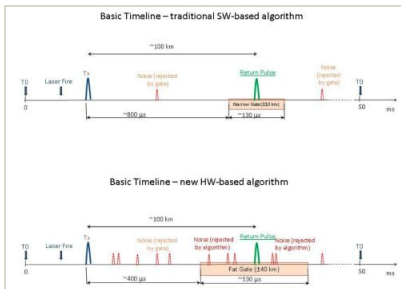 Basic Timeline – traditional SW-based algorithm
~100 km
T0
Laser Fire
Tx
Noise (rejected by gate)
Return Pulse
Noise (rejected by gate)
T0
Narrow Gate(±10 km)
0
50
ms
~800 µs
~130 µs
Basic Timeline – new HW-based algorithm
~100 km
T0
Laser Fire
Tx
Noise (rejected by gate)
Noise (rejected by algorithm)
Return Pulse
Noise (rejected by algorithm)
T0
Fat Gate (±40 km)
0
50
ms
~400 µs
~530 µs